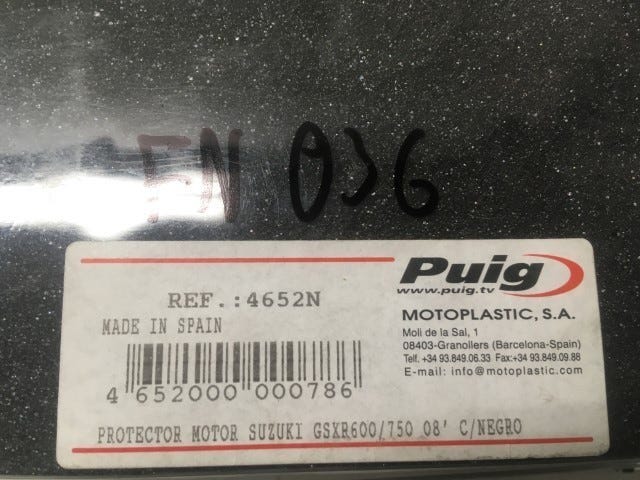 FN 036
Puig
www.puig.tv
REF.:4652N
MADE IN SPAIN
MOTOPLASTIC, S.A.
Moli de la Sal, 1
08403-Granollers (Barcelona-Spain)
Telf. +34 93.849.06.33 Fax:+34 93.849.09.88
E-mail: info@motoplastic.com
4 652000 000786
PROTECTOR MOTOR SUZUKI GSXR600/750 08' C/NEGRO